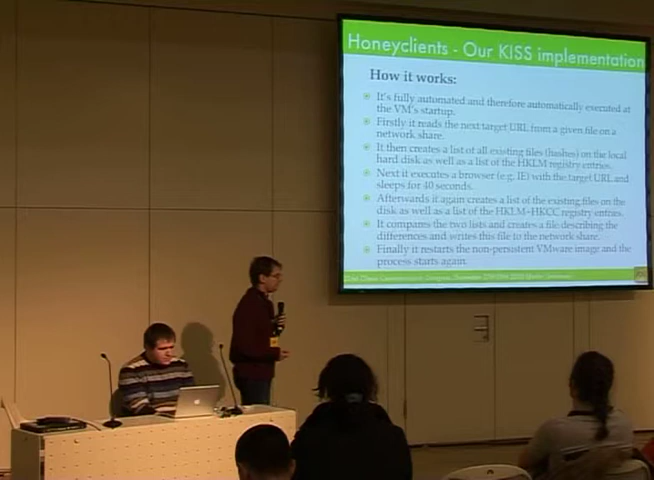 Honeyclients - Our KISS implementation
How it works:
It's fully automated and therefore automatically executed at
the VM's startup.
Firstly it reads the next target URL from a given file on a
network share.
It then creates a list of all existing files (hashes) on the local
hard disk as well as a list of the HKLM registry entries.
Next it executes a browser (e.g. IE) with the target URL and
sleeps for 40 seconds.
Afterwards it again creates a list of the existing files on the
disk as well as a list of the HKLM-HKCC registry entries.
It compares the two lists and creates a file describing the
differences and writes this file to the network share.
Finally it restarts the non-persistent VMware image and the
process starts again.